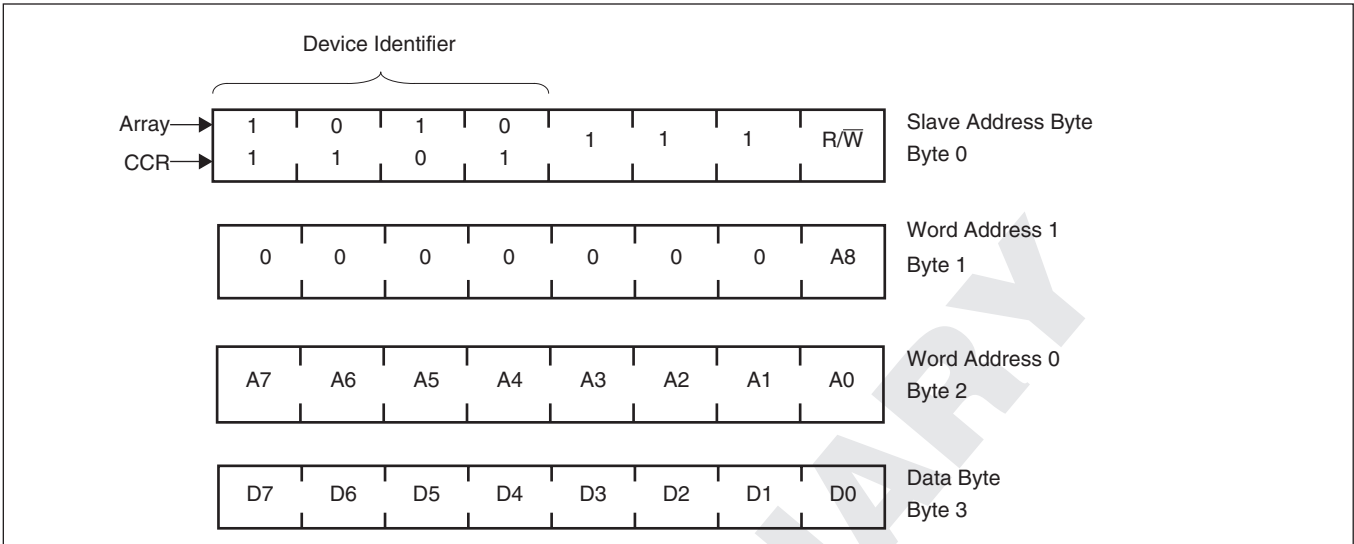 Device Identifier
Array 1 0 1 0 1 1 1 R/W̅ Slave Address Byte
CCR 1 1 0 1 Byte 0
0 0 0 0 0 0 0 A8 Word Address 1
Byte 1
A7 A6 A5 A4 A3 A2 A1 A0 Word Address 0
Byte 2
D7 D6 D5 D4 D3 D2 D1 D0 Data Byte
Byte 3